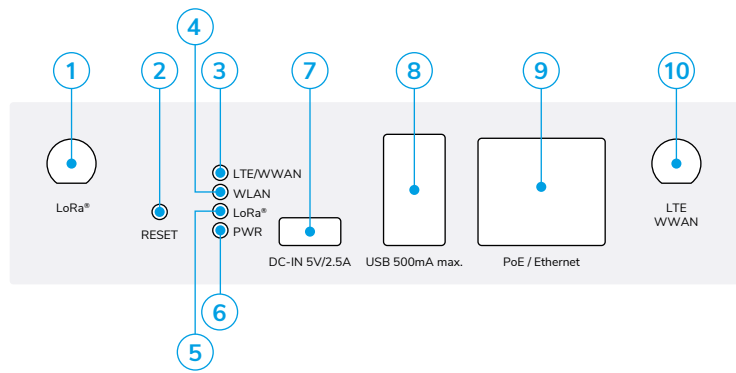 4
1
2
3
7
8
9
10
LTE/WWAN
WLAN
LoRa®
PWR
LoRa®
RESET
DC-IN 5V/2.5A
USB 500mA max.
PoE / Ethernet
LTE
WWAN
6
5